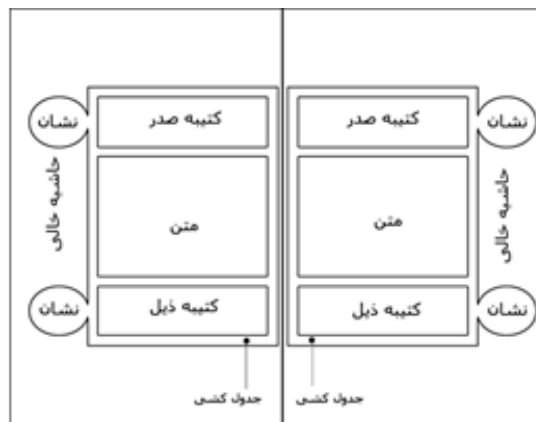 نشان کتیبه صدر کتیبه صدر نشان
حاشیه خالی متن متن حاشیه خالی
نشان کتیبه ذیل کتیبه ذیل نشان
جدول کشی جدول کشی